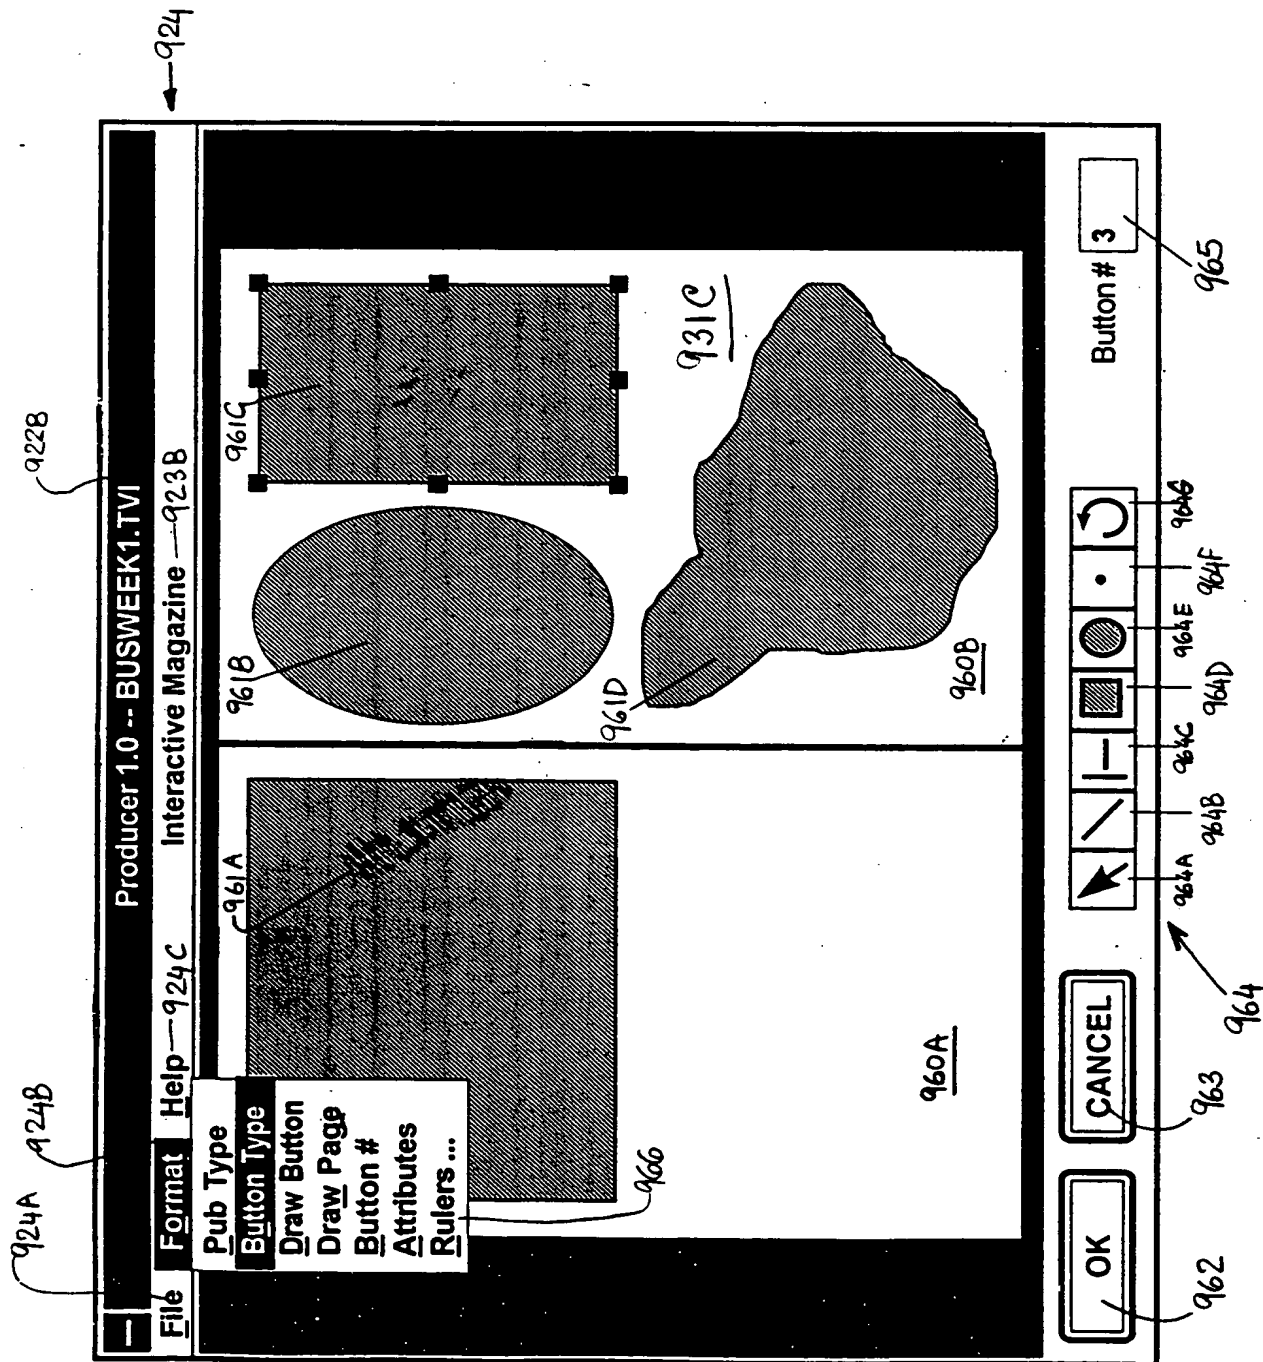 922B
924A
924B
924
Producer 1.0 -- BUSWEEK1.TVI
File Format Help 924C Interactive Magazine 923B
Pub Type
Button Type
Draw Button
Draw Page
Button #
Attributes
Rulers ...
966
961A
961B
961C
961D
931C
960A
960B
OK
CANCEL
Button # 3
962
963
964
964A
964B
964C
964D
964E
964F
964G
965